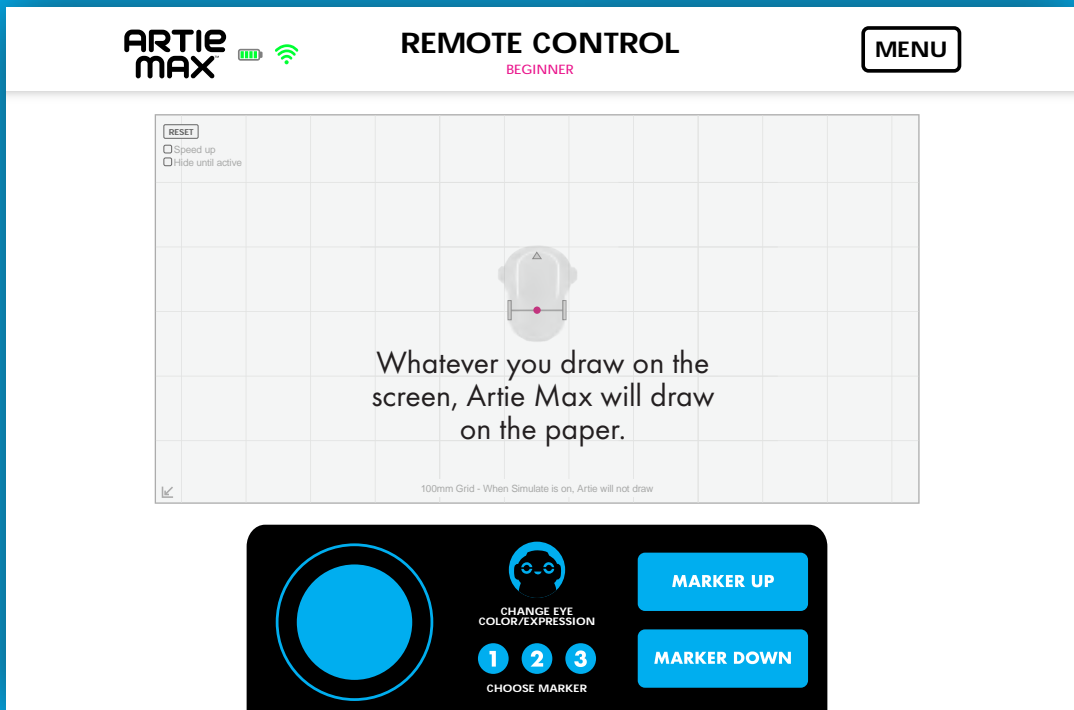 ARTIE
MAX™
REMOTE CONTROL
BEGINNER
MENU
RESET
Speed up
Hide until active
Whatever you draw on the
screen, Artie Max will draw
on the paper.
100mm Grid - When Simulate is on, Artie will not draw
CHANGE EYE
COLOR/EXPRESSION
1 2 3
CHOOSE MARKER
MARKER UP
MARKER DOWN